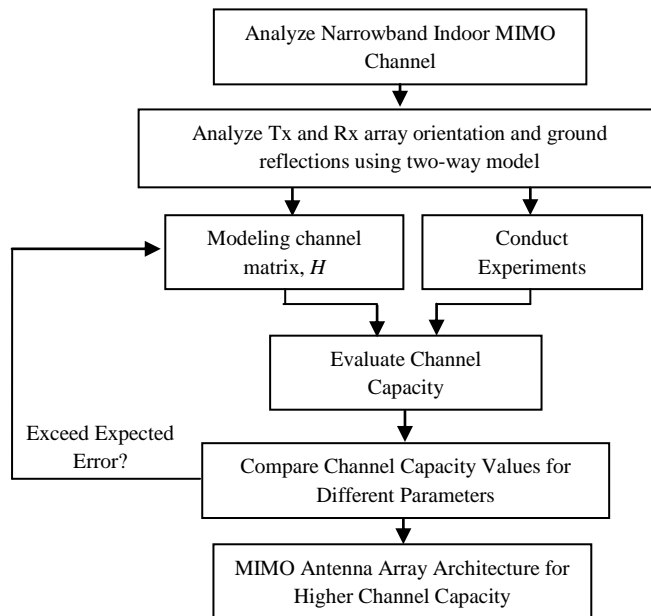 Analyze Narrowband Indoor MIMO
Channel
Analyze Tx and Rx array orientation and ground
reflections using two-way model
Modeling channel
matrix, H
Conduct
Experiments
Evaluate Channel
Capacity
Exceed Expected
Error?
Compare Channel Capacity Values for
Different Parameters
MIMO Antenna Array Architecture for
Higher Channel Capacity